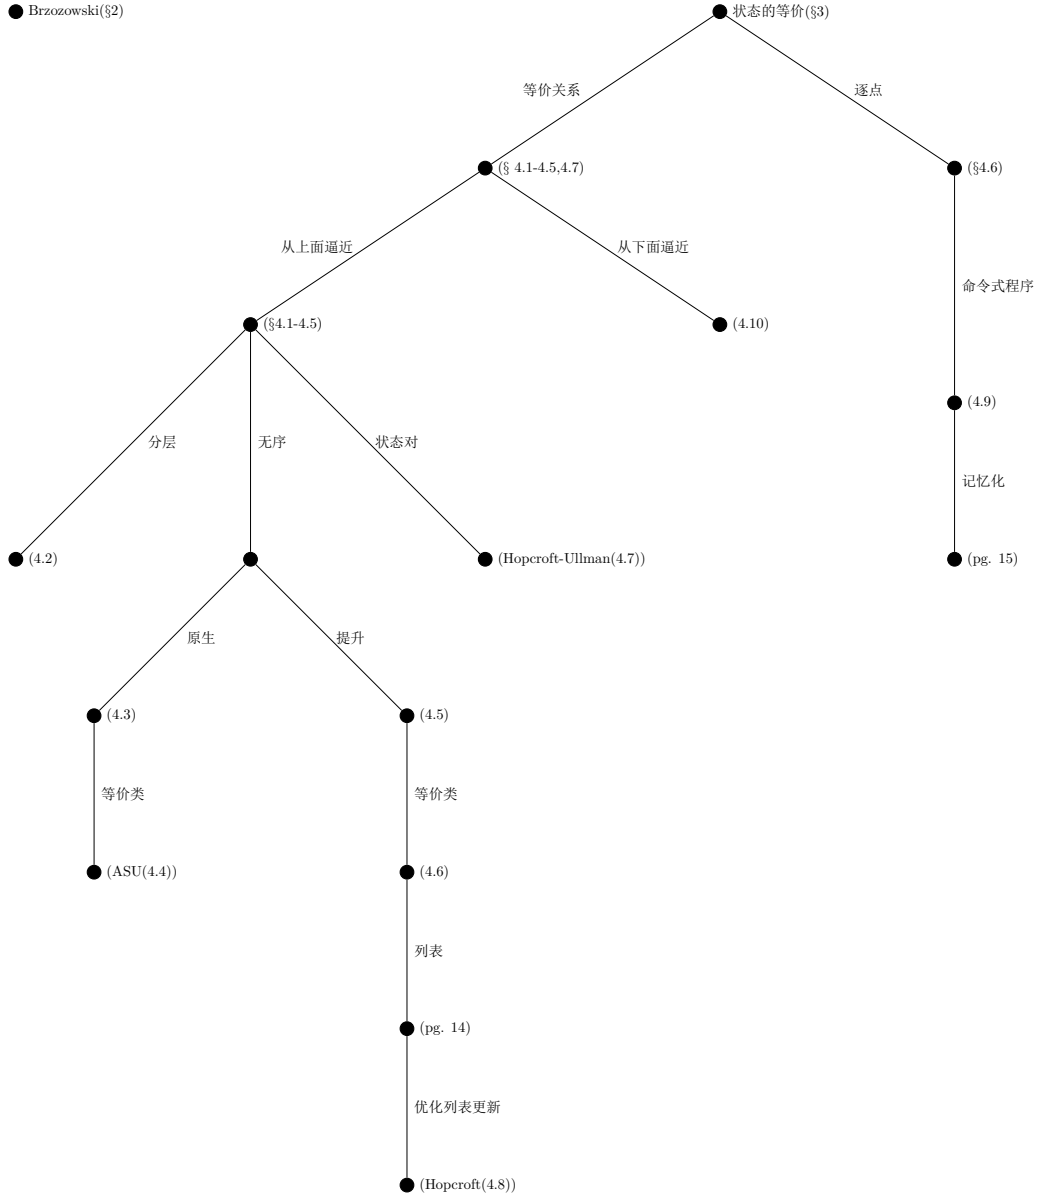 Brzozowski(§2)
状态的等价(§3)
等价关系
逐点
(§ 4.1-4.5,4.7)
(§4.6)
从上面逼近
从下面逼近
命令式程序
(§4.1-4.5)
(4.10)
(4.9)
分层
无序
状态对
记忆化
(4.2)
(Hopcroft-Ullman(4.7))
(pg. 15)
原生
提升
(4.3)
(4.5)
等价类
等价类
(ASU(4.4))
(4.6)
列表
(pg. 14)
优化列表更新
(Hopcroft(4.8))